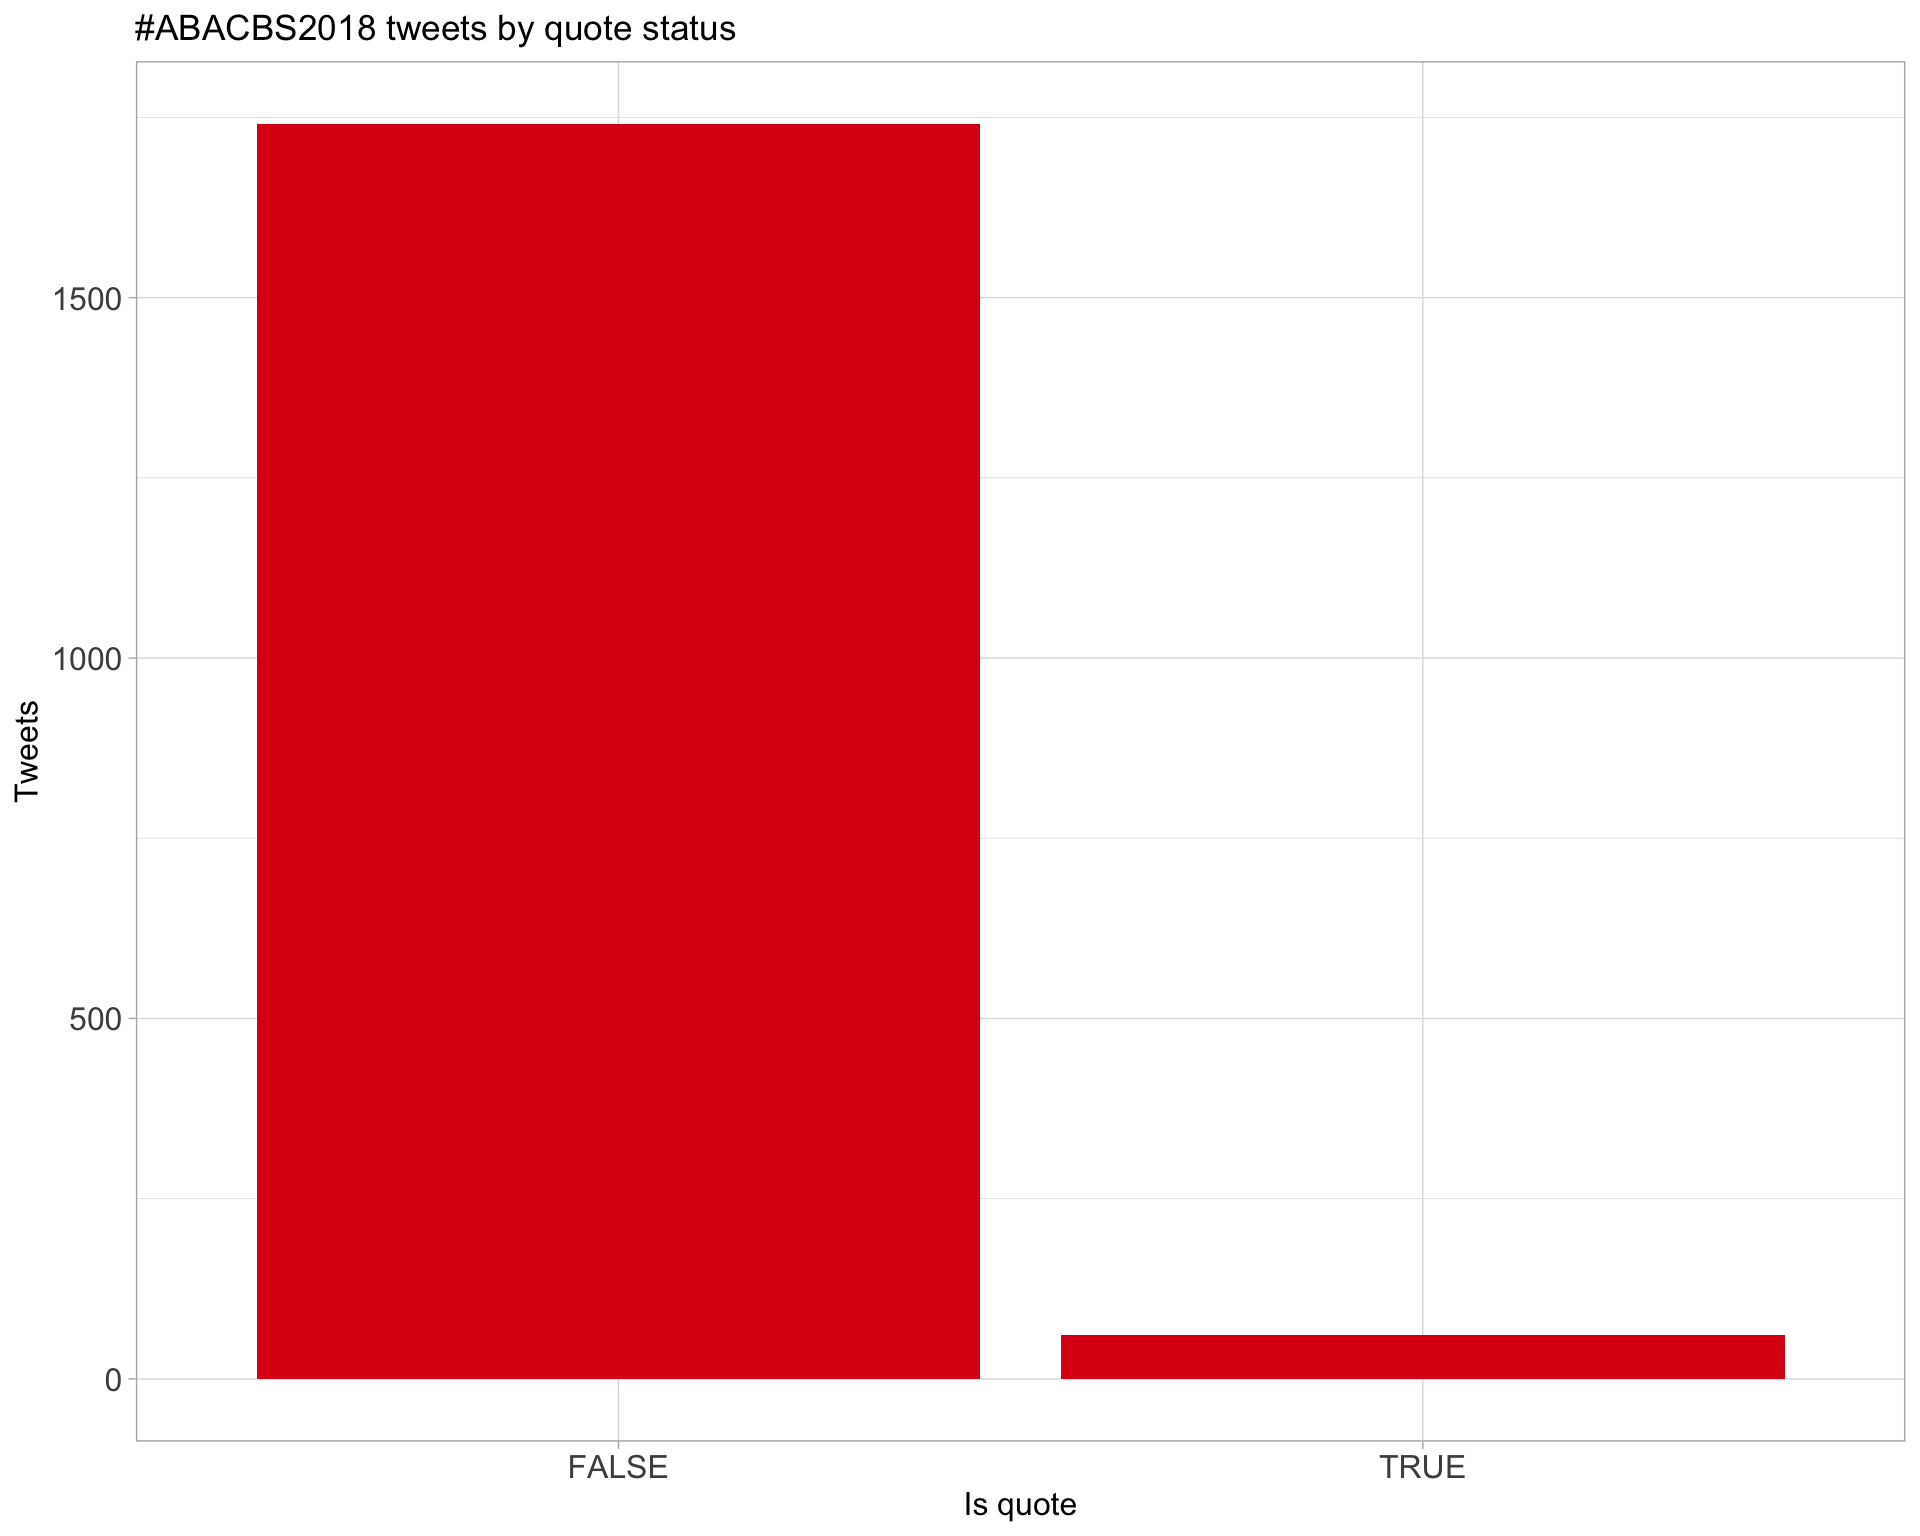 #ABACBS2018 tweets by quote status
1500
1000
500
0
Tweets
FALSE TRUE
Is quote